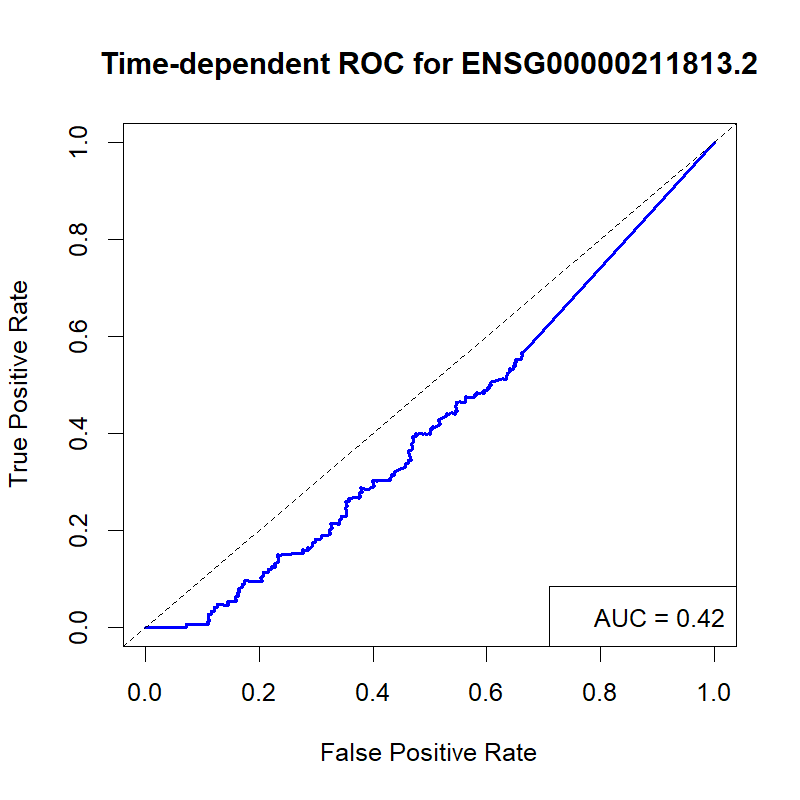 Time-dependent ROC for ENSG00000211813.2
True Positive Rate
1.0
0.8
0.6
0.4
0.2
0.0
AUC = 0.42
0.0 0.2 0.4 0.6 0.8 1.0
False Positive Rate